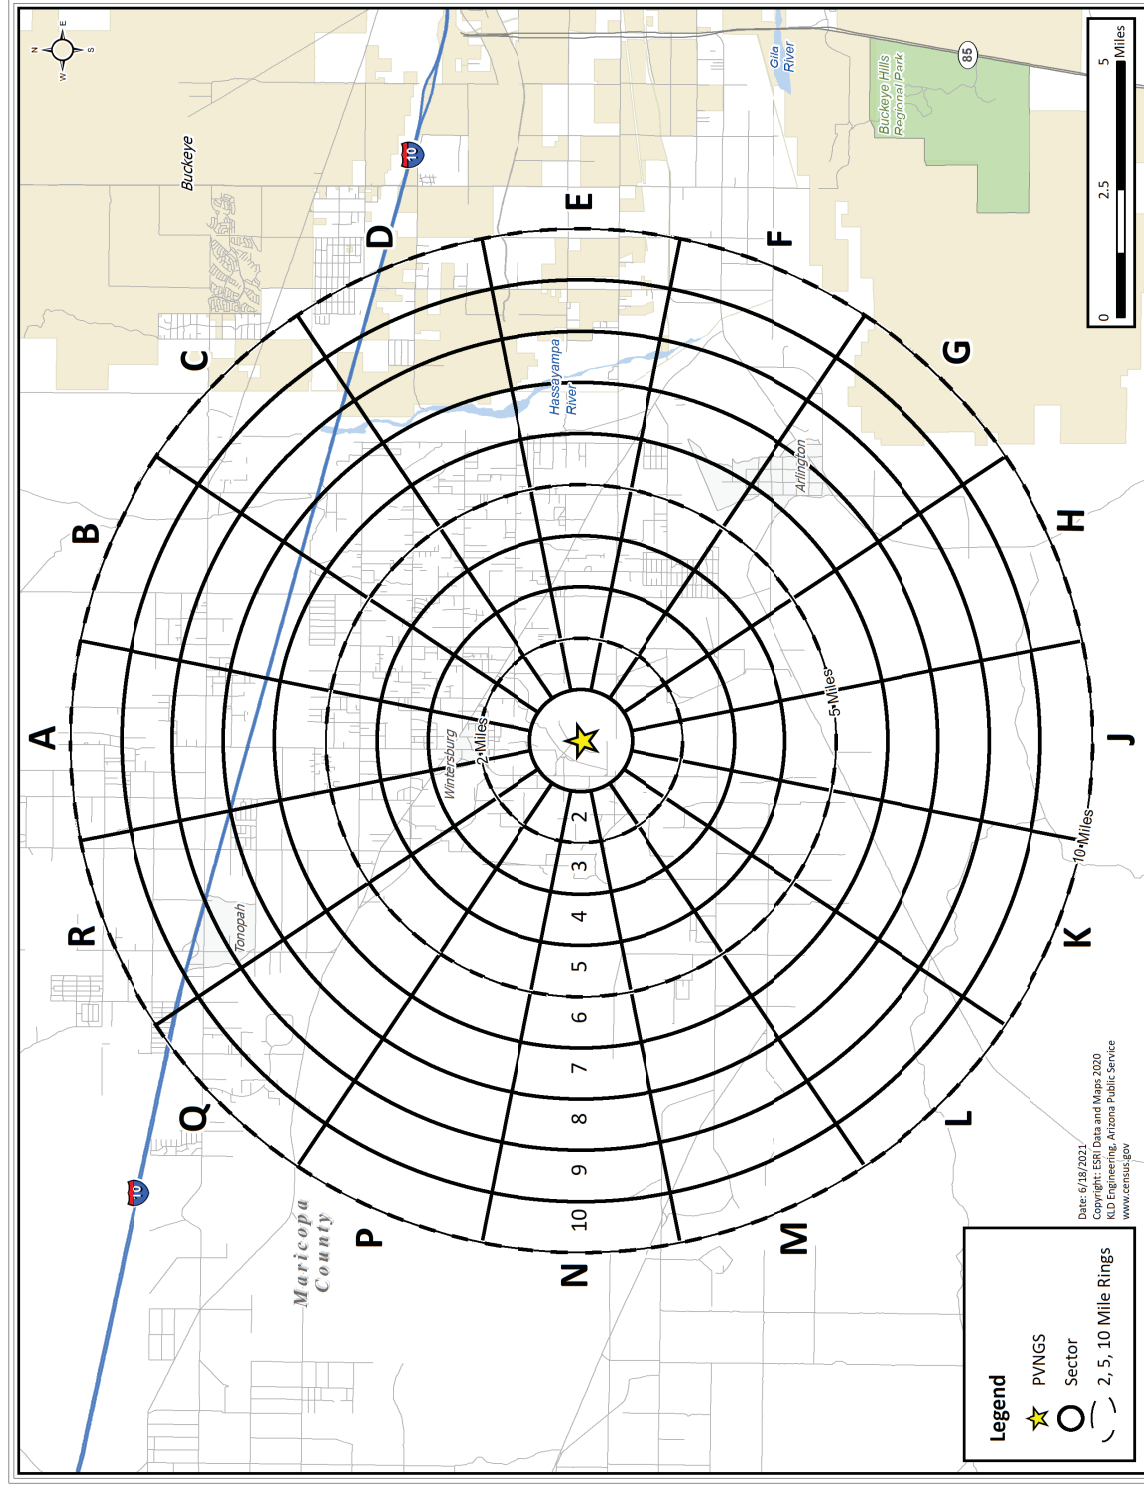 N
E
S
W
Buckeye
10
Gila
River
Buckeye Hills
Regional Park
85
A
B
C
D
E
F
G
H
J
K
L
M
N
P
Q
R
Hassayampa
River
Arlington
Wintersburg
Tonopah
2 Miles
5 Miles
10 Miles
2
3
4
5
6
7
8
9
10
10
Maricopa
County
0
2.5
5
Miles
Legend
PVNGS
Sector
2, 5, 10 Mile Rings
Date: 6/18/2021
Copyright: ESRI Data and Maps 2020
KLD Engineering, Arizona Public Service
www.census.gov